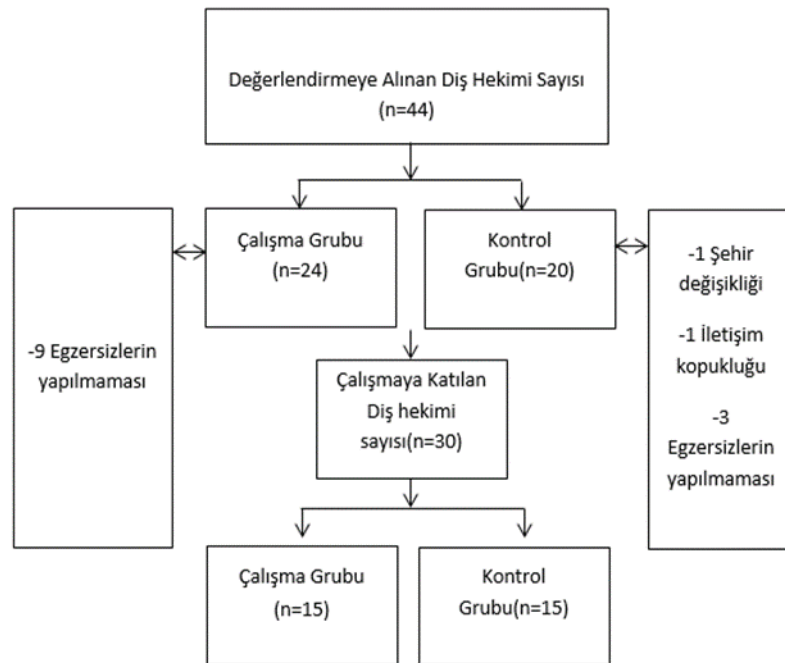 Değerlendirmeye Alınan Diş Hekimi Sayısı
(n=44)
Çalışma Grubu
(n=24)
Kontrol
Grubu(n=20)
-9 Egzersizlerin
yapılmaması
-1 Şehir
değişikliği
-1 İletişim
kopukluğu
-3
Egzersizlerin
yapılmaması
Çalışmaya Katılan
Diş hekimi
sayısı(n=30)
Çalışma Grubu
(n=15)
Kontrol
Grubu(n=15)